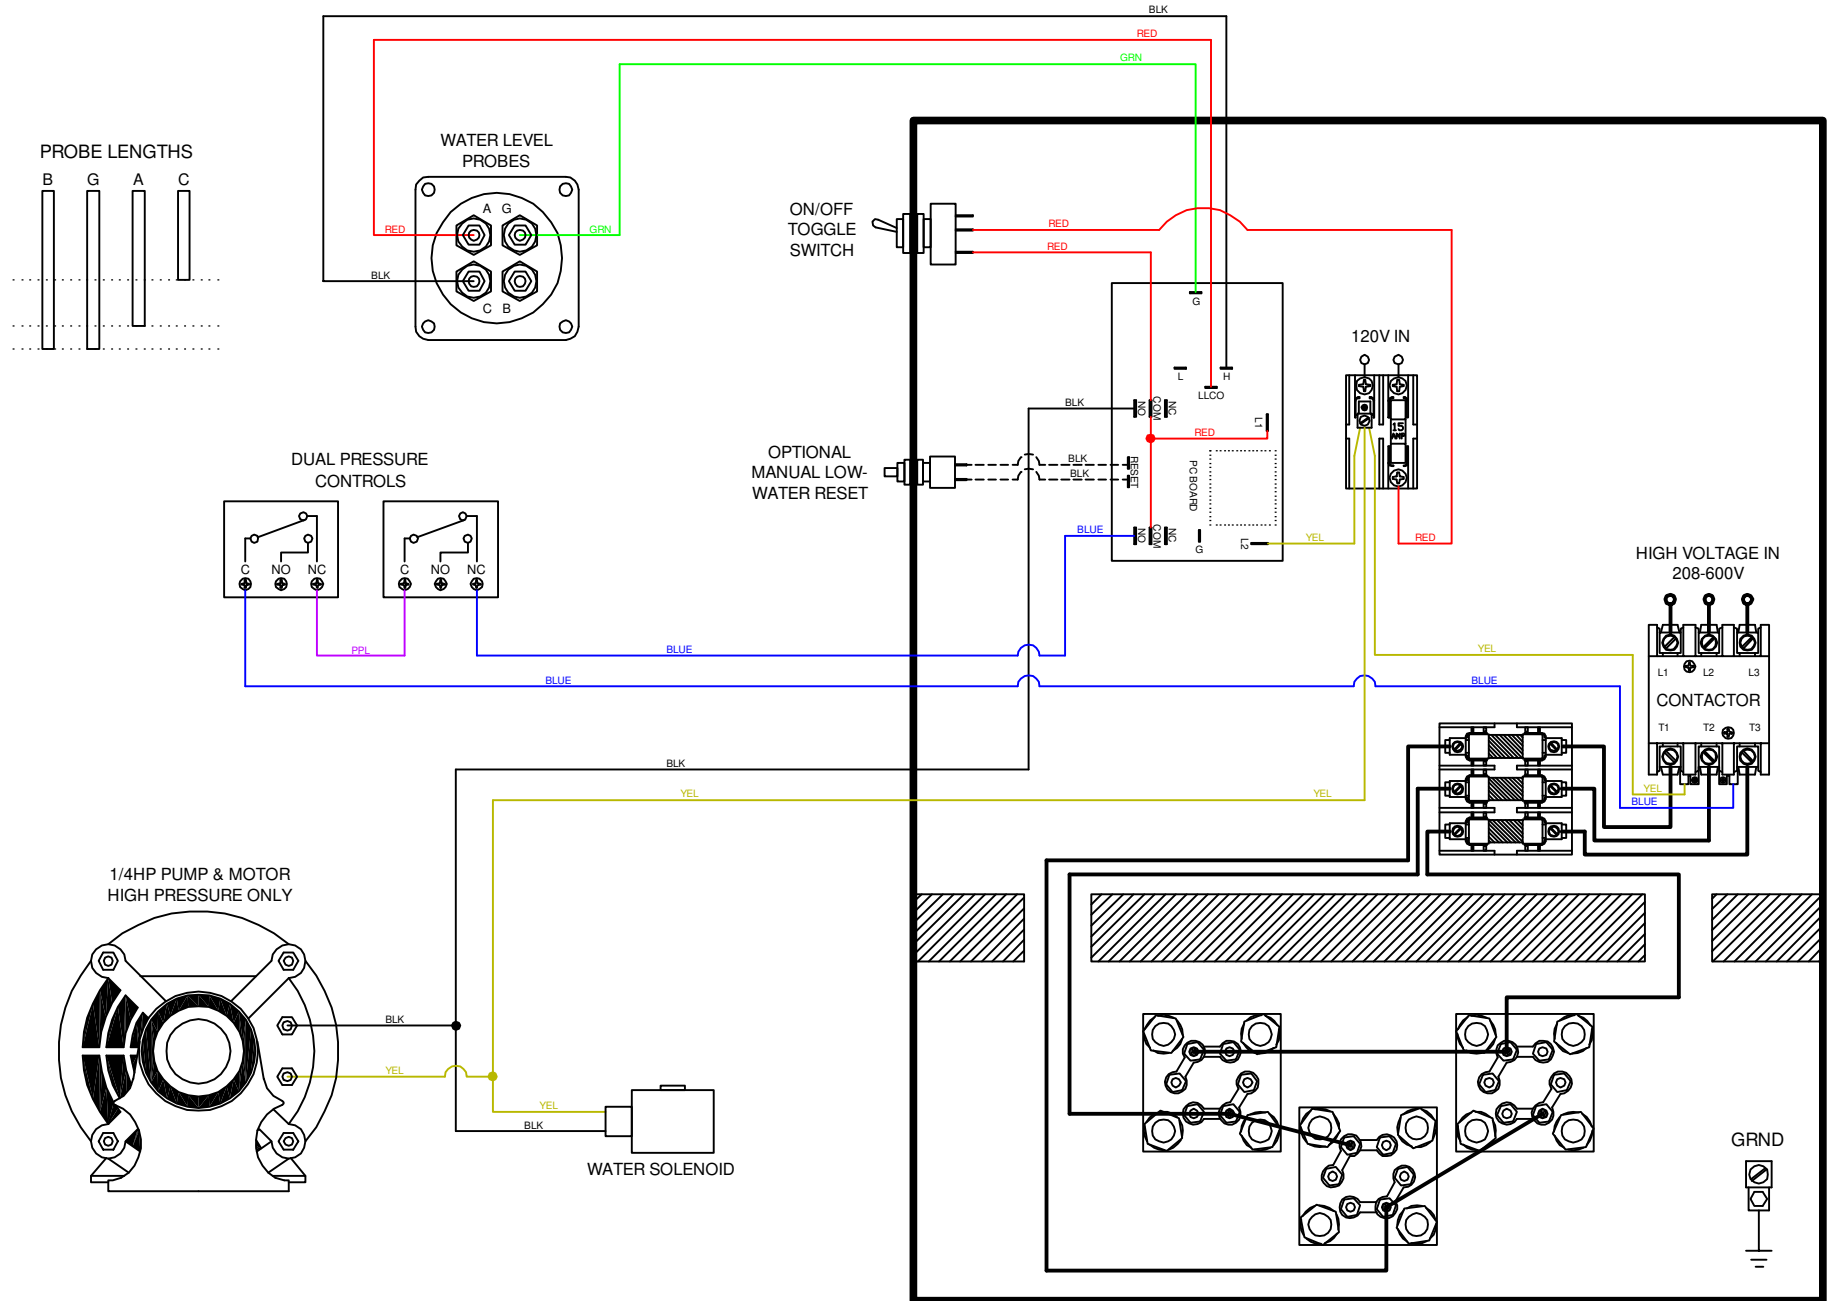 BLK
RED
GRN
PROBE LENGTHS
B G A C
WATER LEVEL
PROBES
A G
C B
RED
GRN
BLK
ON/OFF
TOGGLE
SWITCH
RED
RED
G
L
H
LLCO
NO COM NC
L1
RED
BLK
RESET
PC BOARD
NO COM NC
G
L2
120V IN
15
AMP
OPTIONAL
MANUAL LOW-
WATER RESET
BLK
BLK
BLUE
YEL
RED
DUAL PRESSURE
CONTROLS
C NO NC
C NO NC
PPL
BLUE
BLUE
YEL
BLUE
HIGH VOLTAGE IN
208-600V
L1 L2 L3
CONTACTOR
T1 T2 T3
YEL
BLUE
BLK
YEL
YEL
1/4HP PUMP & MOTOR
HIGH PRESSURE ONLY
BLK
YEL
YEL
BLK
WATER SOLENOID
GRND